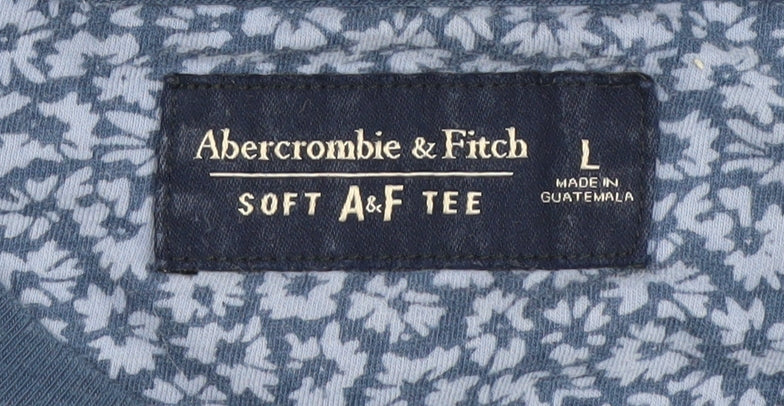 Abercrombie & Fitch
SOFT A&F TEE
L
MADE IN
GUATEMALA